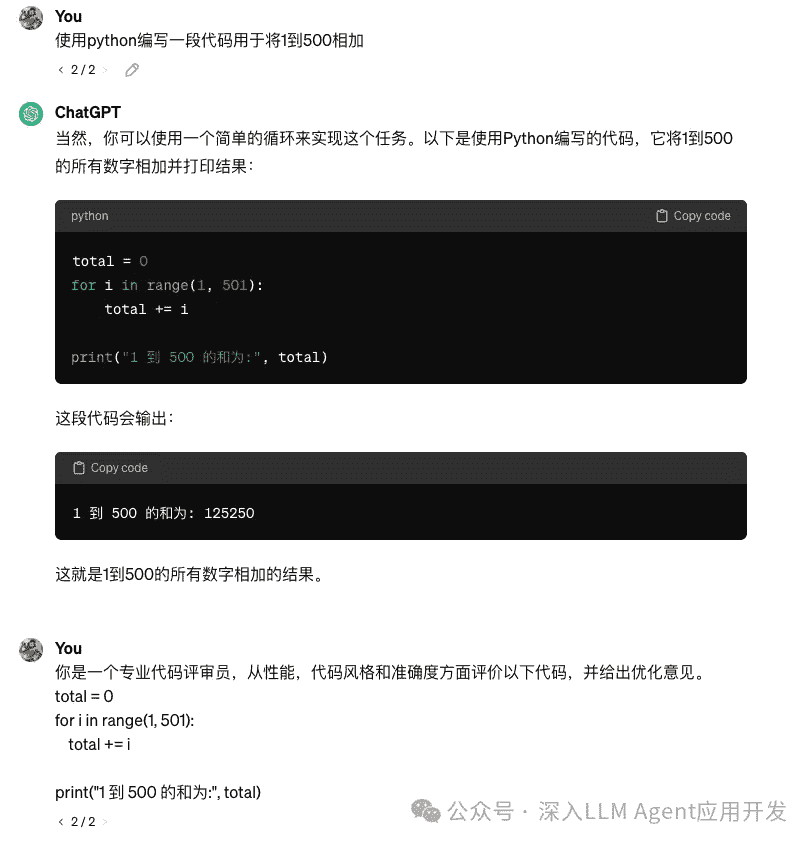 You
使用python编写一段代码用于将1到500相加
< 2 / 2 >
ChatGPT
当然，你可以使用一个简单的循环来实现这个任务。以下是使用Python编写的代码，它将1到500
的所有数字相加并打印结果：
python Copy code
total = 0
for i in range(1, 501):
    total += i
print("1 到 500 的和为:", total)
这段代码会输出：
Copy code
1 到 500 的和为: 125250
这就是1到500的所有数字相加的结果。
You
你是一个专业代码评审员，从性能，代码风格和准确度方面评价以下代码，并给出优化意见。
total = 0
for i in range(1, 501):
    total += i
print("1 到 500 的和为:", total)
< 2 / 2 >
公众号 · 深入LLM Agent应用开发